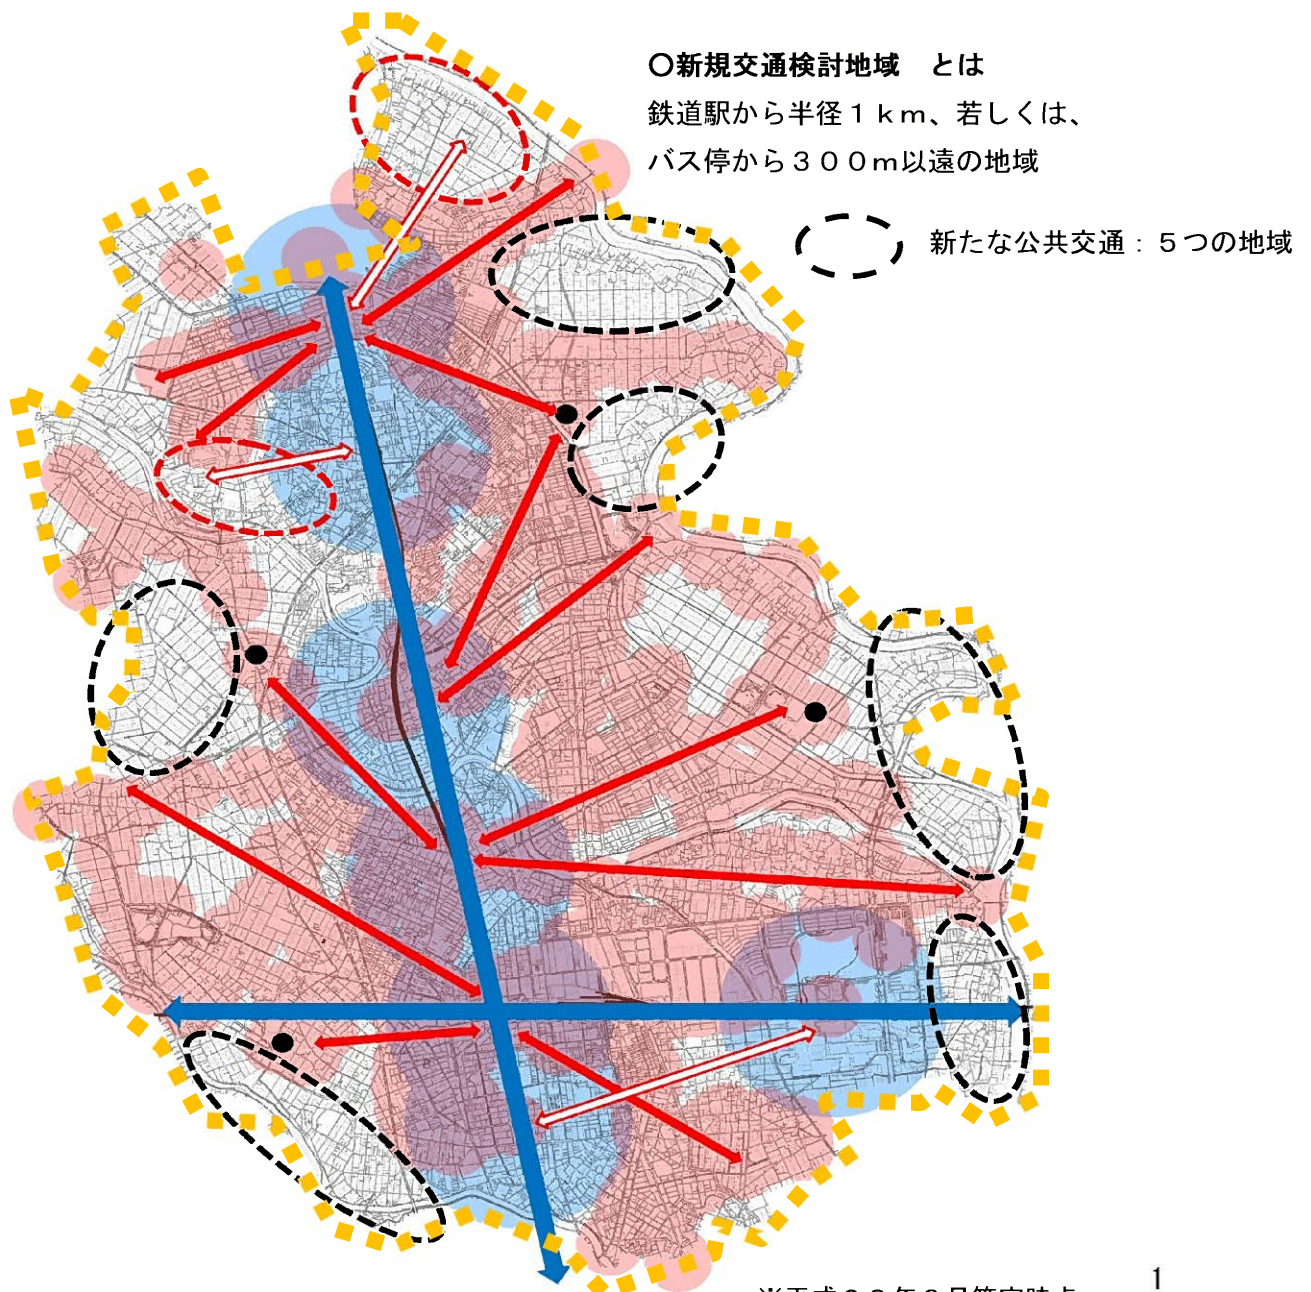 〇新規交通検討地域　とは
鉄道駅から半径１ｋｍ、若しくは、
バス停から３００ｍ以遠の地域
新たな公共交通：５つの地域
1